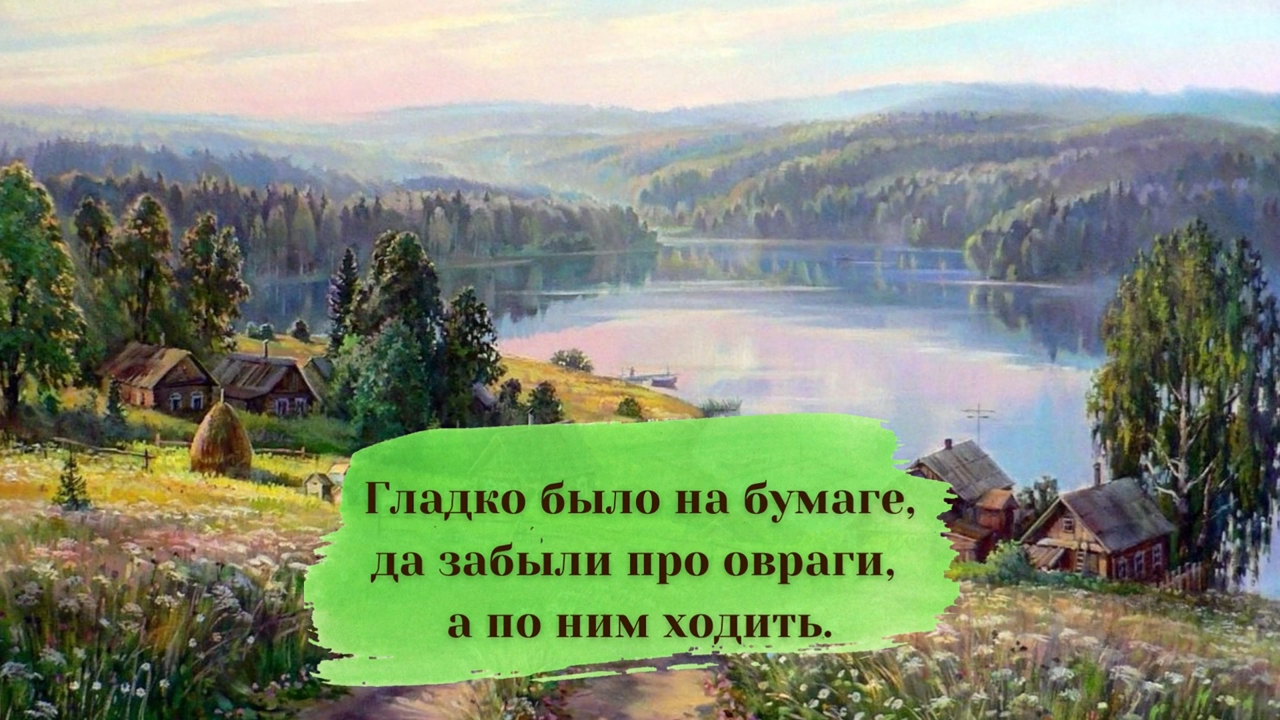 Гладко было на бумаге,
да забыли про овраги,
а по ним ходить.